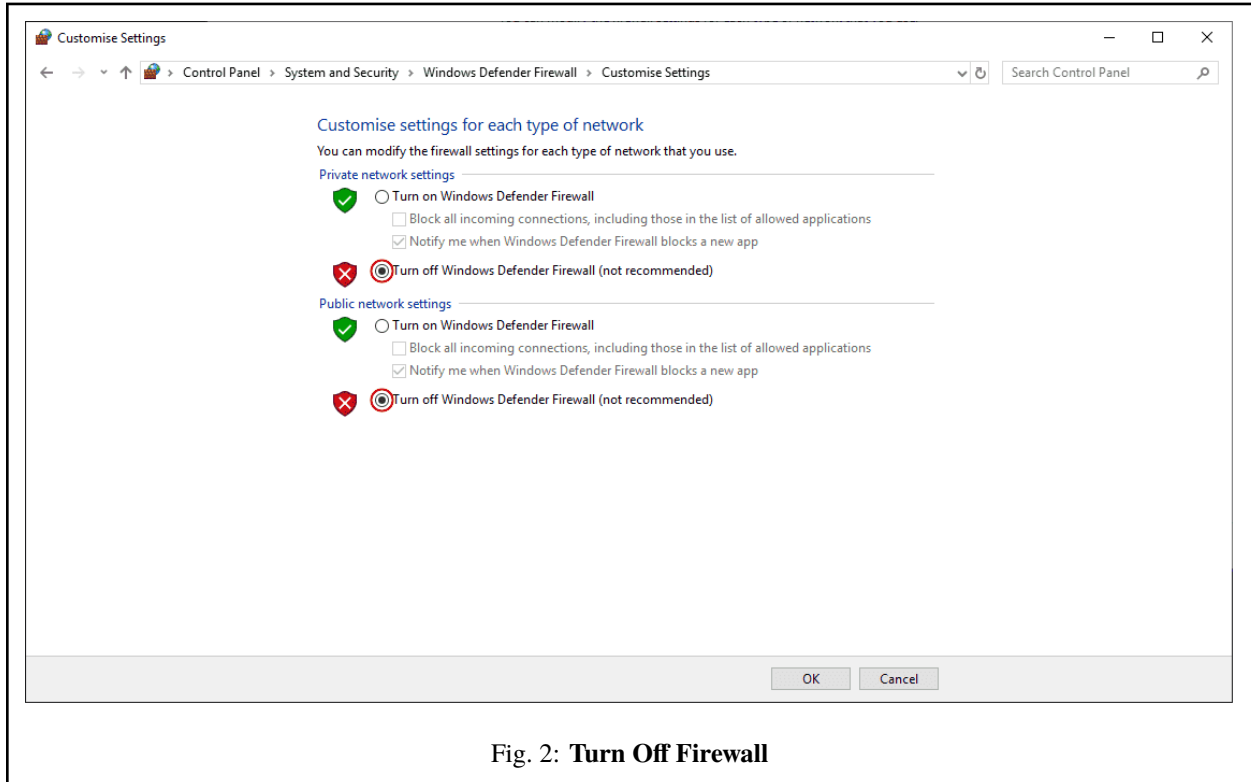 Customise Settings
Control Panel > System and Security > Windows Defender Firewall > Customise Settings
Search Control Panel
Customise settings for each type of network
You can modify the firewall settings for each type of network that you use.
Private network settings
Turn on Windows Defender Firewall
Block all incoming connections, including those in the list of allowed applications
Notify me when Windows Defender Firewall blocks a new app
Turn off Windows Defender Firewall (not recommended)
Public network settings
Turn on Windows Defender Firewall
Block all incoming connections, including those in the list of allowed applications
Notify me when Windows Defender Firewall blocks a new app
Turn off Windows Defender Firewall (not recommended)
OK Cancel
Fig. 2: Turn Off Firewall